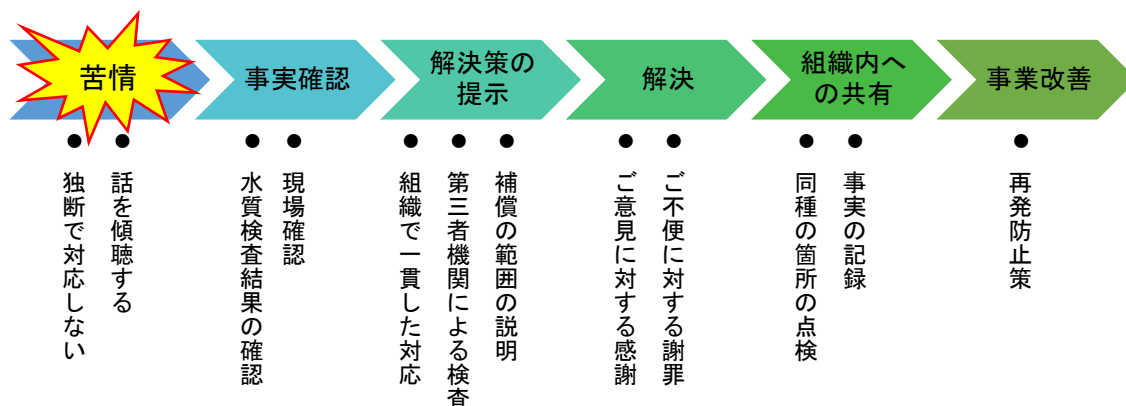 苦情
事実確認
解決策の
提示
解決
組織内へ
の共有
事業改善
● 話を傾聴する
● 独断で対応しない
● 現場確認
● 水質検査結果の確認
● 補償の範囲の説明
● 第三者機関による検査
● 組織で一貫した対応
● ご不便に対する謝罪
● ご意見に対する感謝
● 事実の記録
● 同種の箇所の点検
● 再発防止策